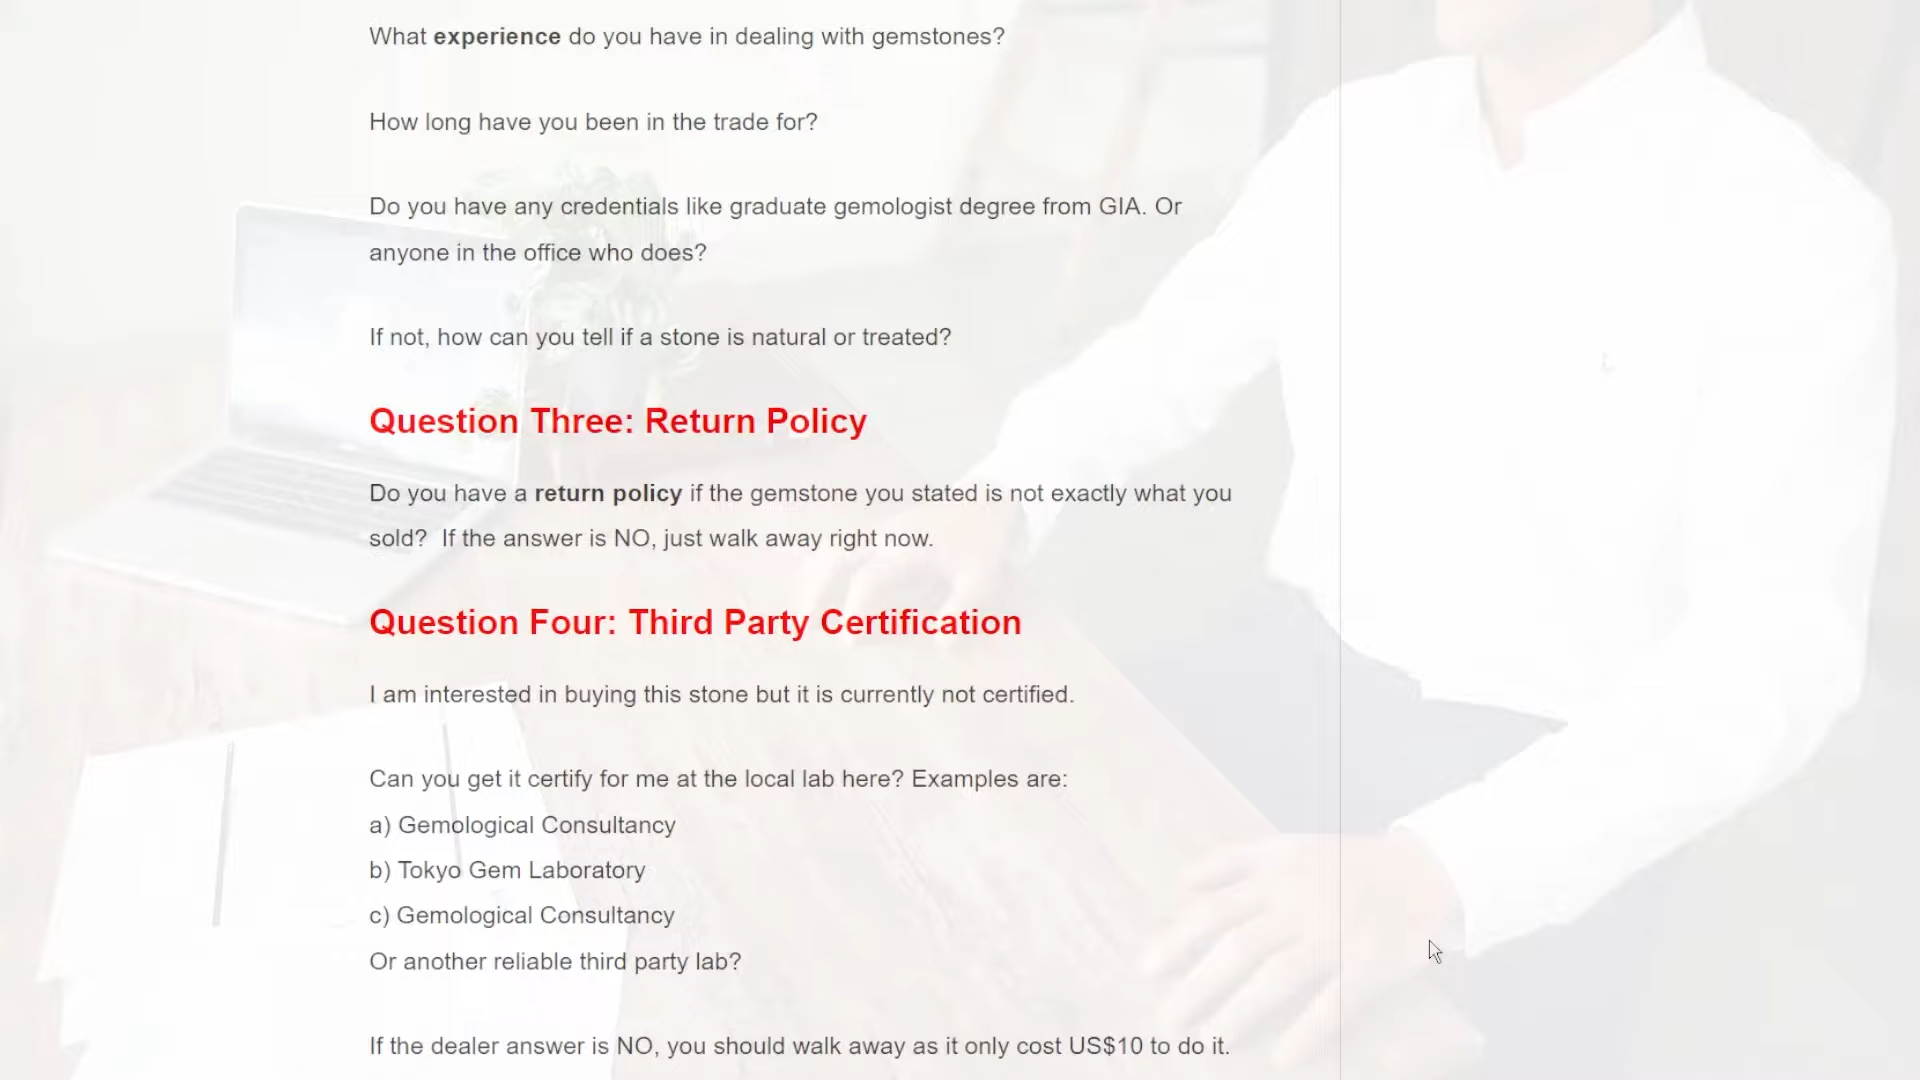 What experience do you have in dealing with gemstones?
How long have you been in the trade for?
Do you have any credentials like graduate gemologist degree from GIA. Or
anyone in the office who does?
If not, how can you tell if a stone is natural or treated?
Question Three: Return Policy
Do you have a return policy if the gemstone you stated is not exactly what you
sold?  If the answer is NO, just walk away right now.
Question Four: Third Party Certification
I am interested in buying this stone but it is currently not certified.
Can you get it certify for me at the local lab here? Examples are:
a) Gemological Consultancy
b) Tokyo Gem Laboratory
c) Gemological Consultancy
Or another reliable third party lab?
If the dealer answer is NO, you should walk away as it only cost US$10 to do it.